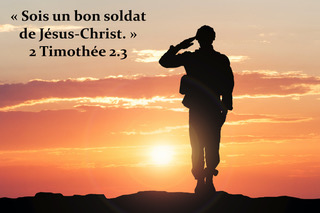 « Sois un bon soldat
de Jésus-Christ. »
2 Timothée 2.3